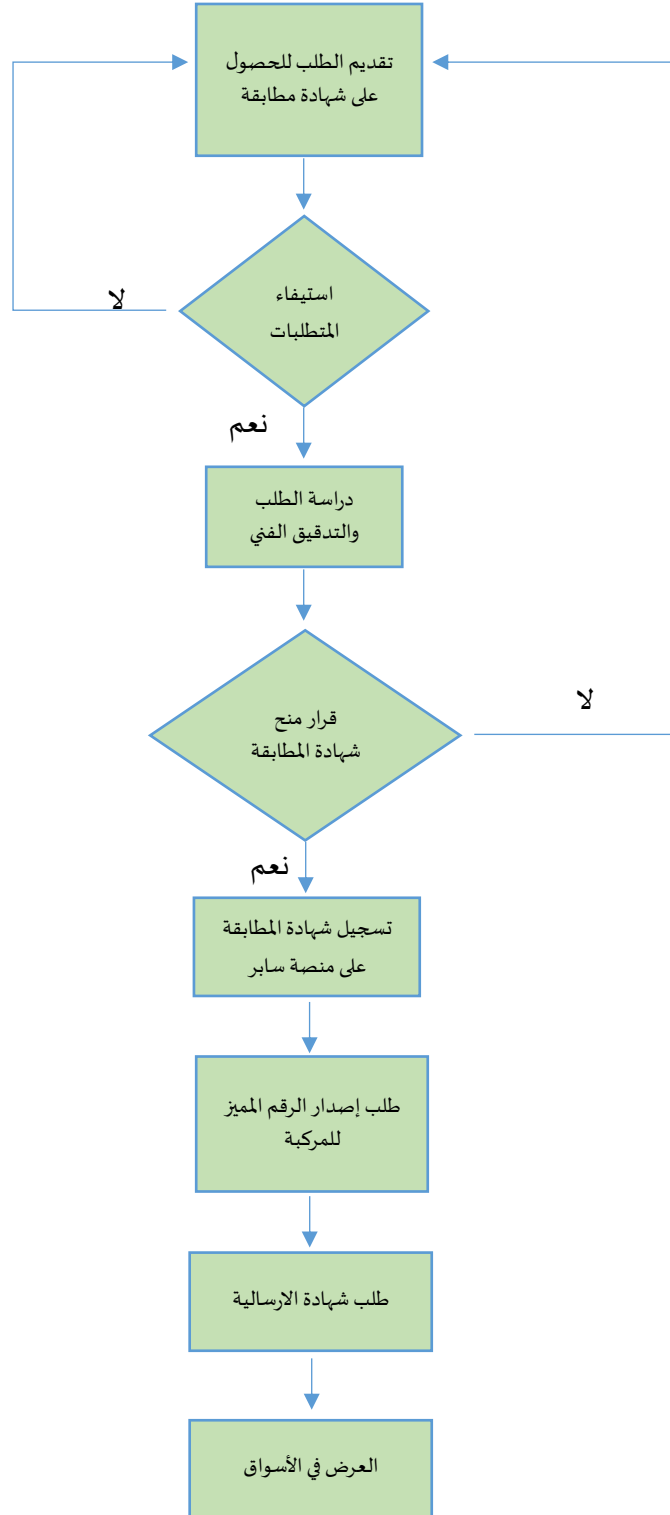 تقديم الطلب للحصول
على شهادة مطابقة
استيفاء
المتطلبات
لا
نعم
دراسة الطلب
والتدقيق الفني
قرار منح
شهادة المطابقة
لا
نعم
تسجيل شهادة المطابقة
على منصة سابر
طلب إصدار الرقم المميز
للمركبة
طلب شهادة الارسالية
العرض في الأسواق